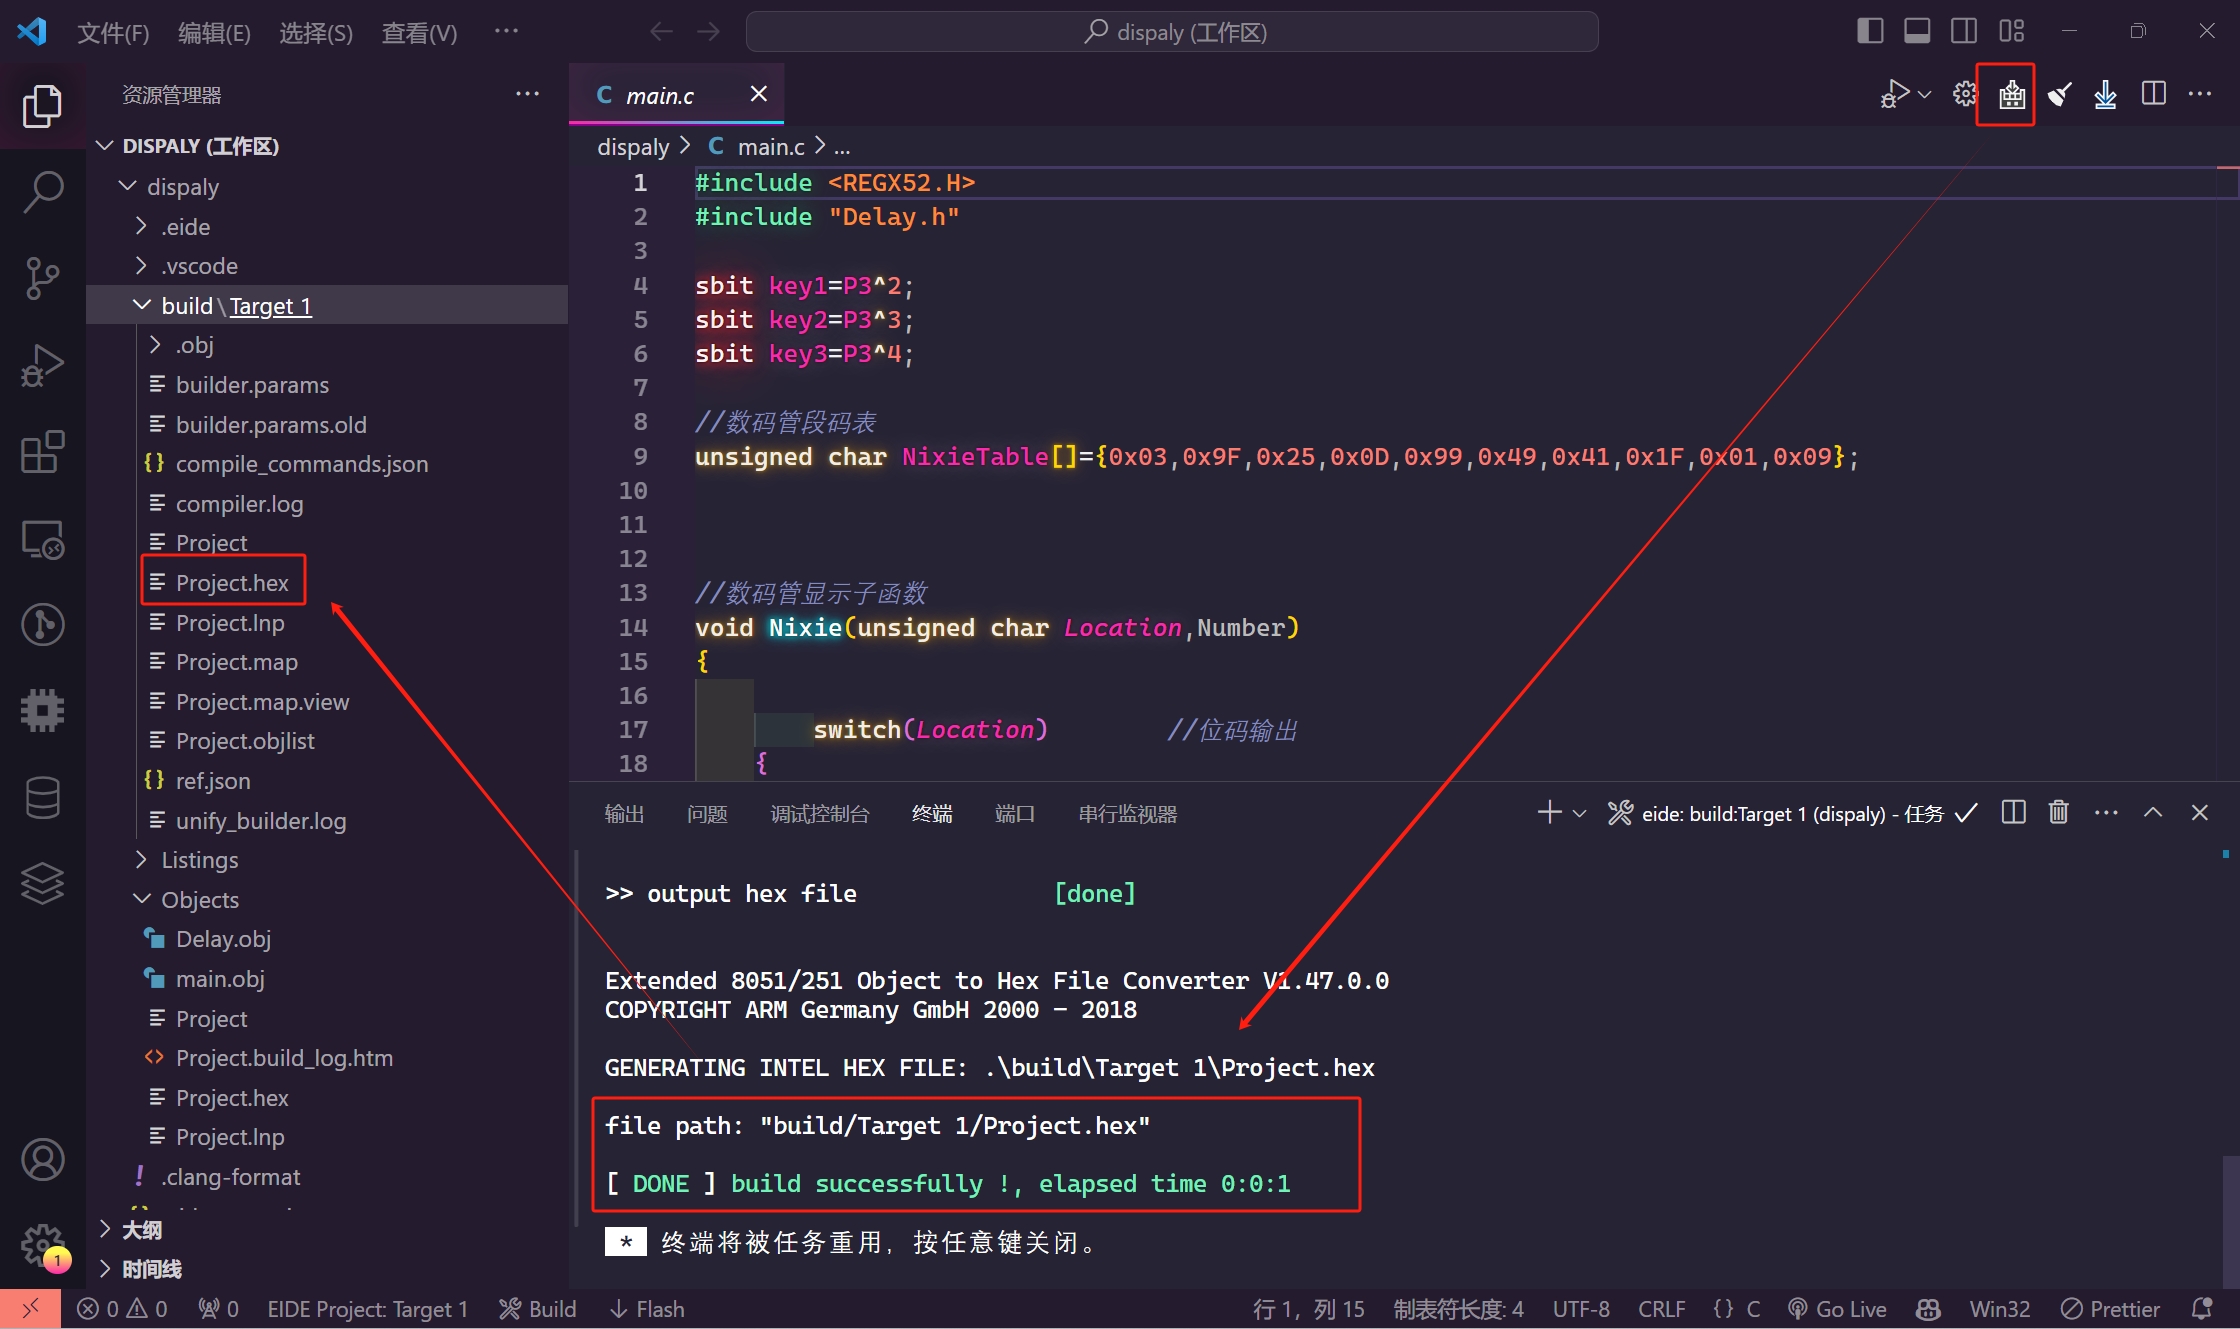 文件(F) 编辑(E) 选择(S) 查看(V) ···
dispaly (工作区)
资源管理器 ···
DISPALY (工作区)
dispaly
.eide
.vscode
build\Target 1
.obj
builder.params
builder.params.old
{} compile_commands.json
compiler.log
Project
Project.hex
Project.lnp
Project.map
Project.map.view
Project.objlist
{} ref.json
unify_builder.log
Listings
Objects
Delay.obj
main.obj
Project
<> Project.build_log.htm
Project.hex
Project.lnp
! .clang-format
大纲
时间线
1
C main.c
dispaly > C main.c > ...
1 #include <REGX52.H>
2 #include "Delay.h"
3
4 sbit key1=P3^2;
5 sbit key2=P3^3;
6 sbit key3=P3^4;
7
8 //数码管段码表
9 unsigned char NixieTable[]={0x03,0x9F,0x25,0x0D,0x99,0x49,0x41,0x1F,0x01,0x09};
10
11
12
13 //数码管显示子函数
14 void Nixie(unsigned char Location,Number)
15 {
16
17 switch(Location) //位码输出
18 {
输出 问题 调试控制台 终端 端口 串行监视器
eide: build:Target 1 (dispaly) - 任务 ✓
>> output hex file [done]
Extended 8051/251 Object to Hex File Converter V1.47.0.0
COPYRIGHT ARM Germany GmbH 2000 - 2018
GENERATING INTEL HEX FILE: .\build\Target 1\Project.hex
file path: "build/Target 1/Project.hex"
[ DONE ] build successfully !, elapsed time 0:0:1
* 终端将被任务重用, 按任意键关闭。
0 0 0 EIDE Project: Target 1 Build Flash
行 1, 列 15 制表符长度: 4 UTF-8 CRLF {} C Go Live Win32 Prettier